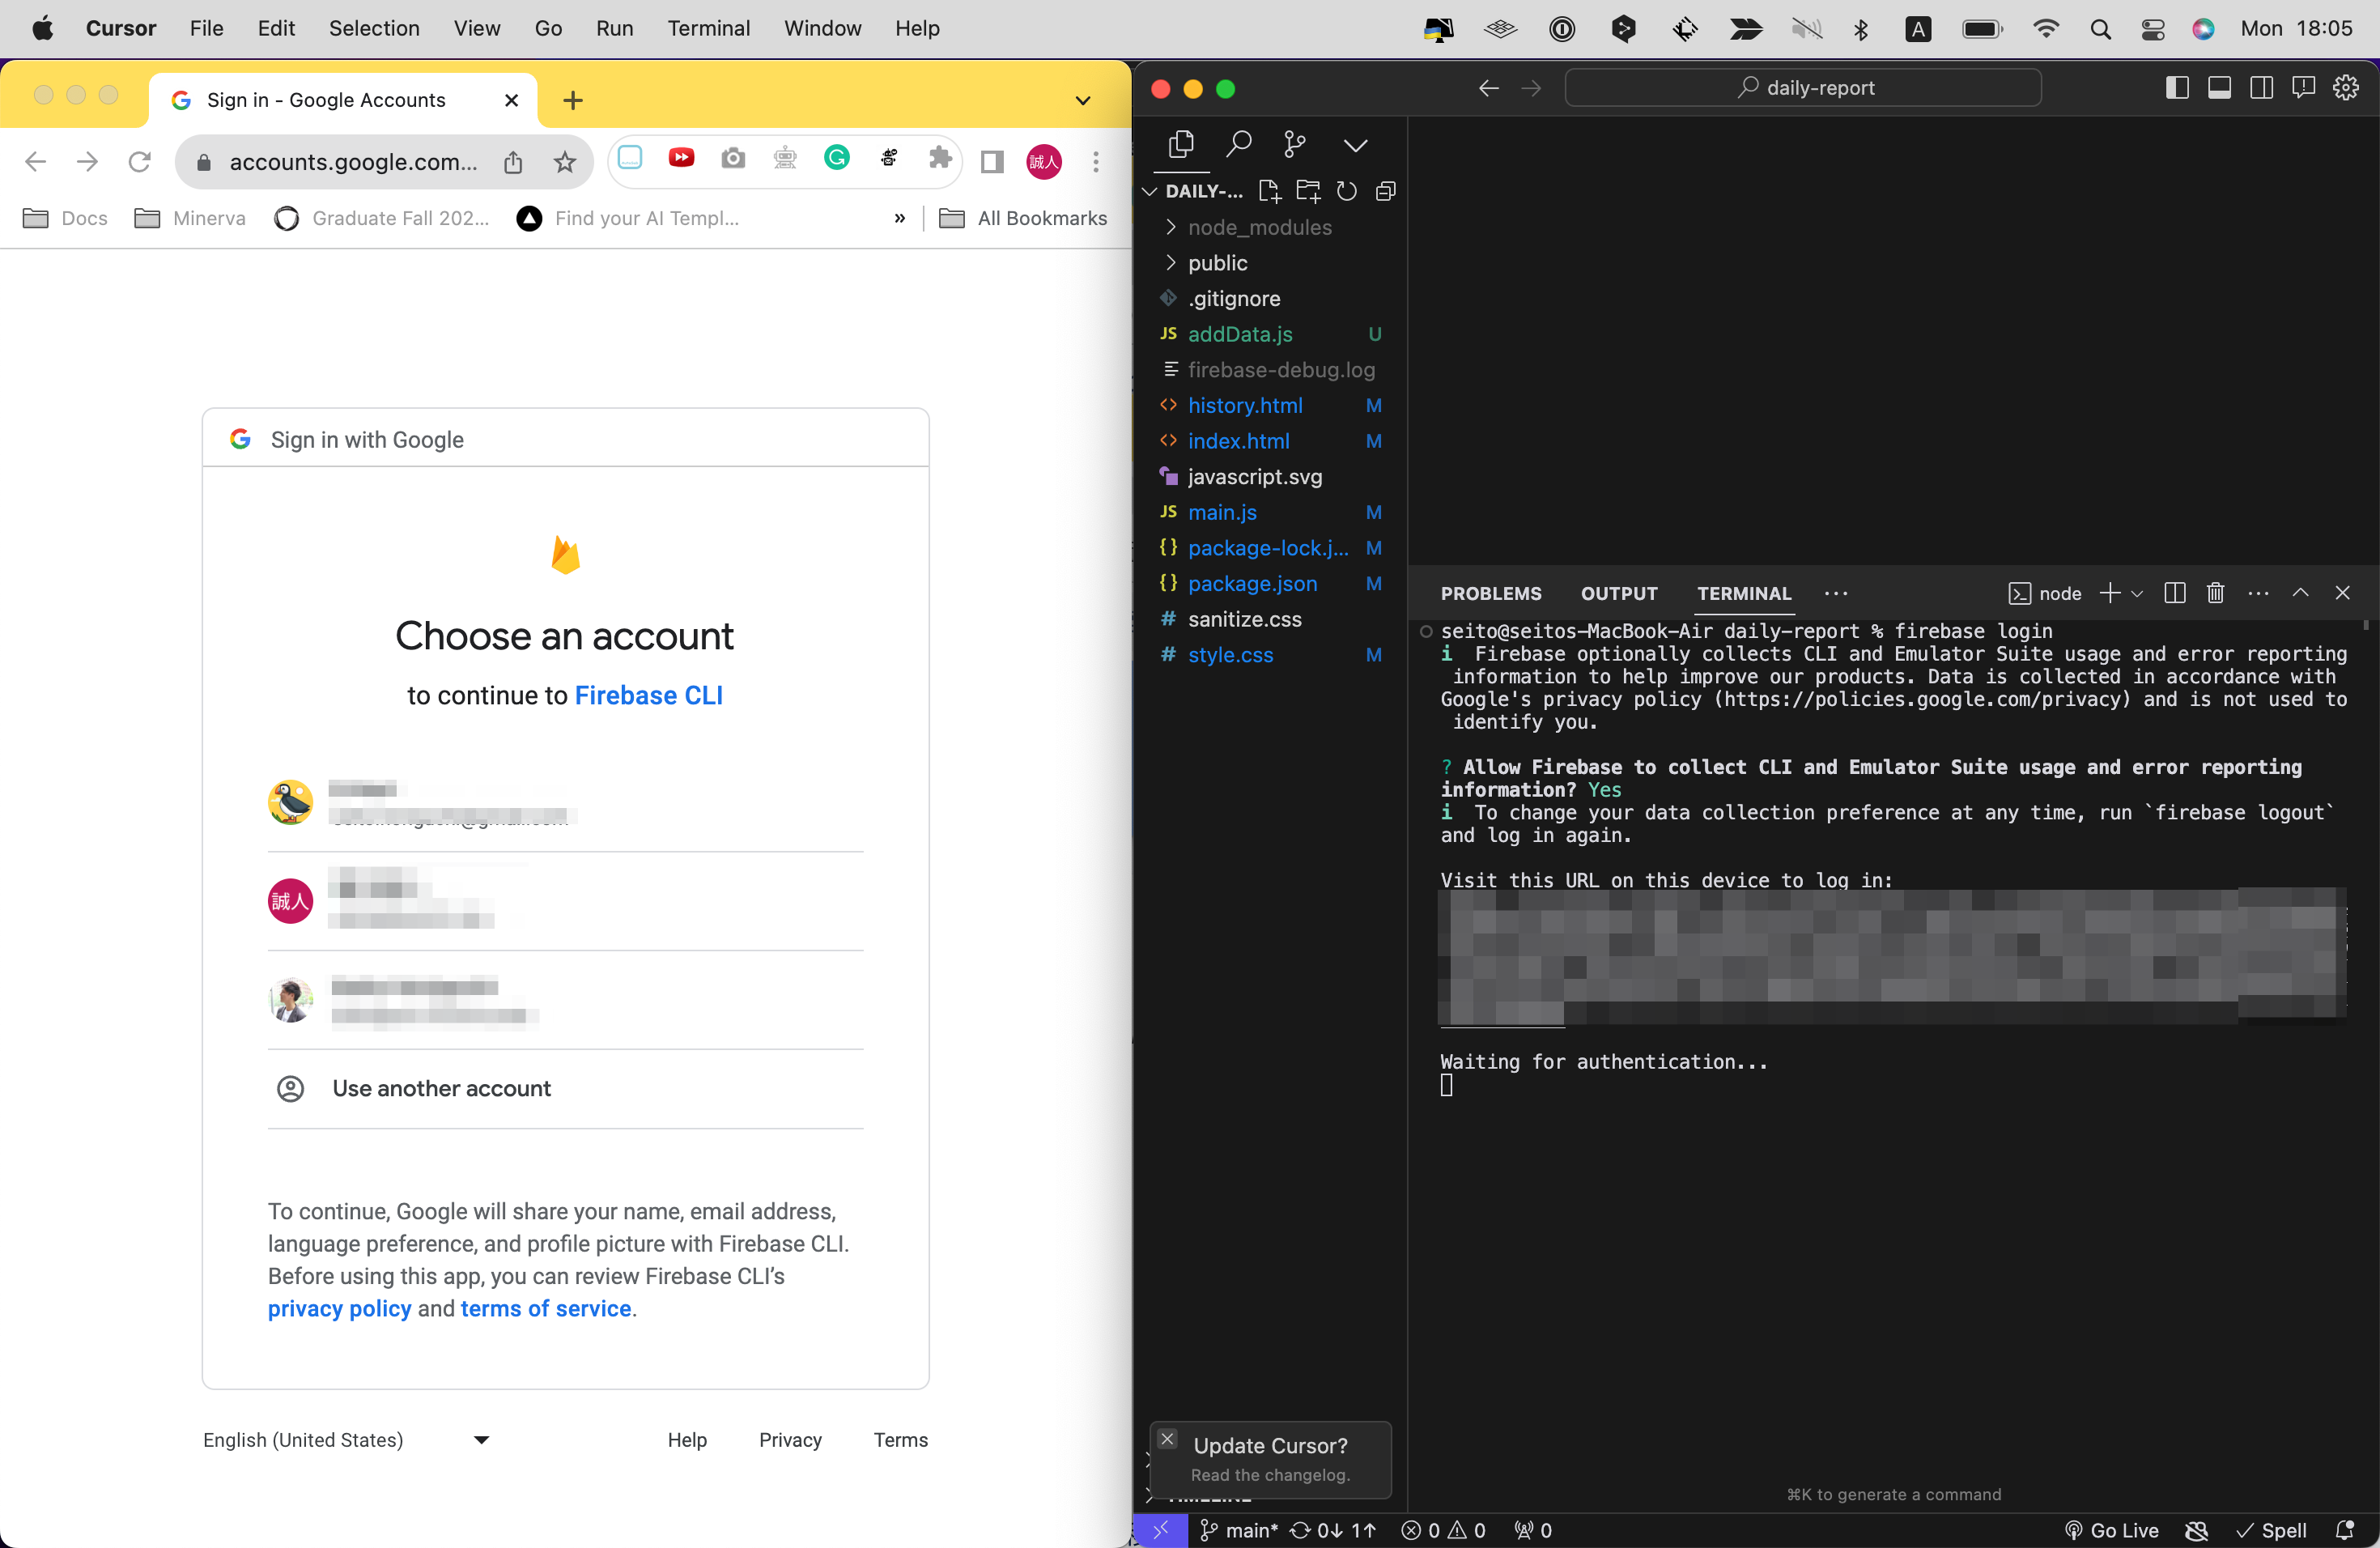 Cursor File Edit Selection View Go Run Terminal Window Help
A Mon 18:05
Sign in - Google Accounts
accounts.google.com...
誠人
Docs Minerva Graduate Fall 202... Find your AI Templ... » All Bookmarks
Sign in with Google
Choose an account
to continue to Firebase CLI
誠人
Use another account
To continue, Google will share your name, email address,
language preference, and profile picture with Firebase CLI.
Before using this app, you can review Firebase CLI’s
privacy policy and terms of service.
English (United States) Help Privacy Terms
daily-report
DAILY-...
node_modules
public
.gitignore
JS addData.js U
firebase-debug.log
<> history.html M
<> index.html M
javascript.svg
JS main.js M
{} package-lock.j... M
{} package.json M
# sanitize.css
# style.css M
Update Cursor?
Read the changelog.
TIMELINE
PROBLEMS OUTPUT TERMINAL ... node
seito@seitos-MacBook-Air daily-report % firebase login
i Firebase optionally collects CLI and Emulator Suite usage and error reporting
information to help improve our products. Data is collected in accordance with
Google's privacy policy (https://policies.google.com/privacy) and is not used to
identify you.
? Allow Firebase to collect CLI and Emulator Suite usage and error reporting
information? Yes
i To change your data collection preference at any time, run `firebase logout`
and log in again.
Visit this URL on this device to log in:
Waiting for authentication...
⌘K to generate a command
main* 0↓ 1↑ 0 0 0 Go Live Spell